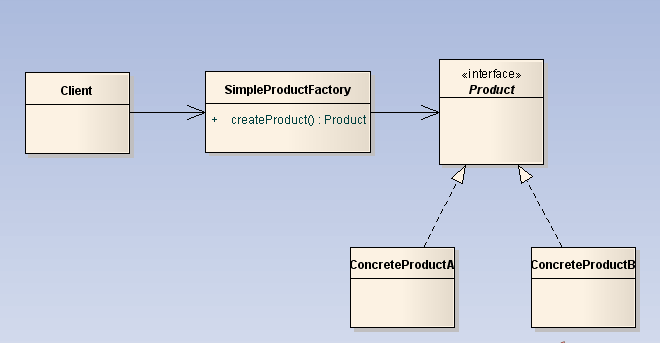 Client
SimpleProductFactory
+ createProduct() : Product
«interface»
Product
ConcreteProductA
ConcreteProductB